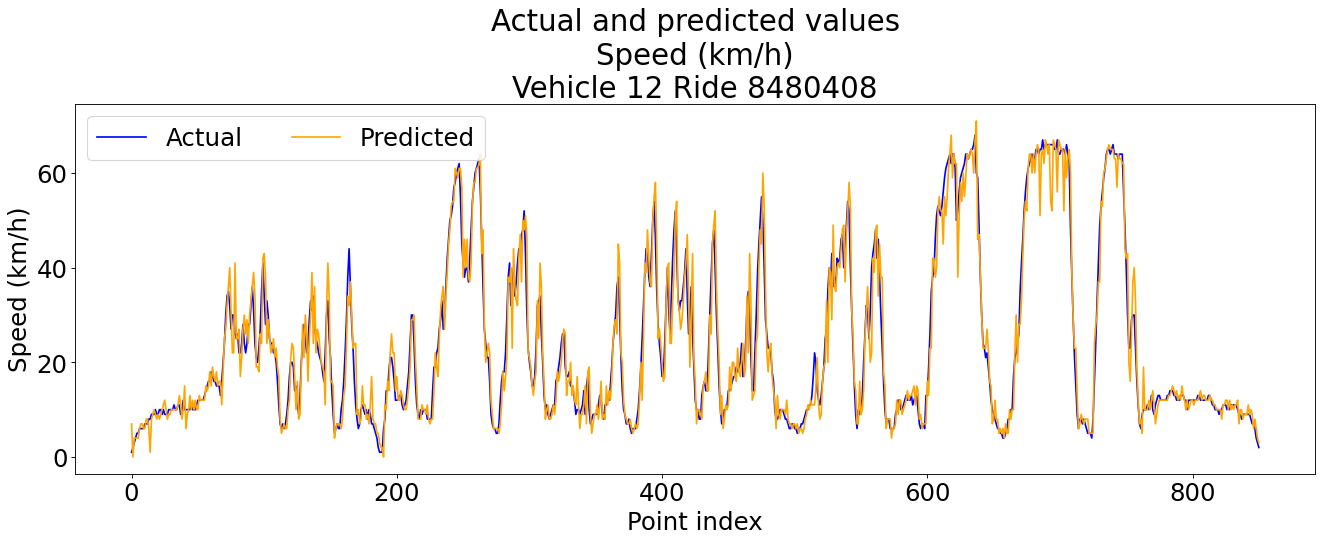 Actual and predicted values
Speed (km/h)
Vehicle 12 Ride 8480408
Actual Predicted
60
40
20
0
Speed (km/h)
0 200 400 600 800
Point index